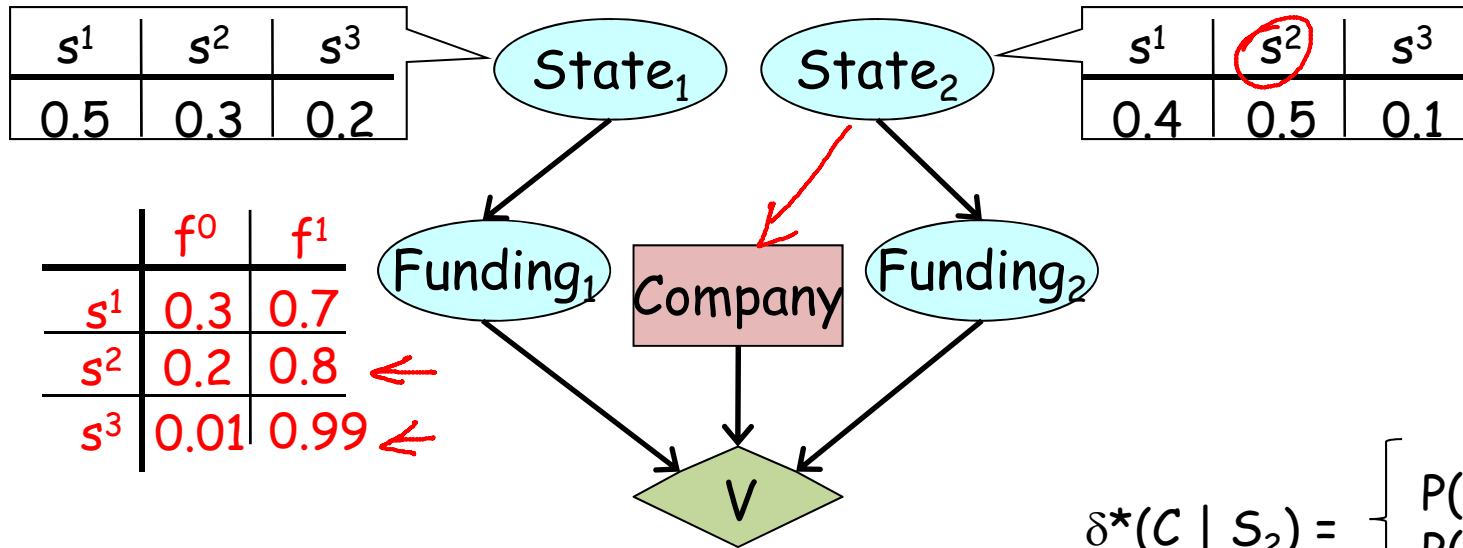 s¹ s² s³
0.5 0.3 0.2
State₁
State₂
s¹ s² s³
0.4 0.5 0.1
f⁰ f¹
s¹ 0.3 0.7
s² 0.2 0.8
s³ 0.01 0.99
Funding₁
Company
Funding₂
V
δ*(C | S₂) =
P(